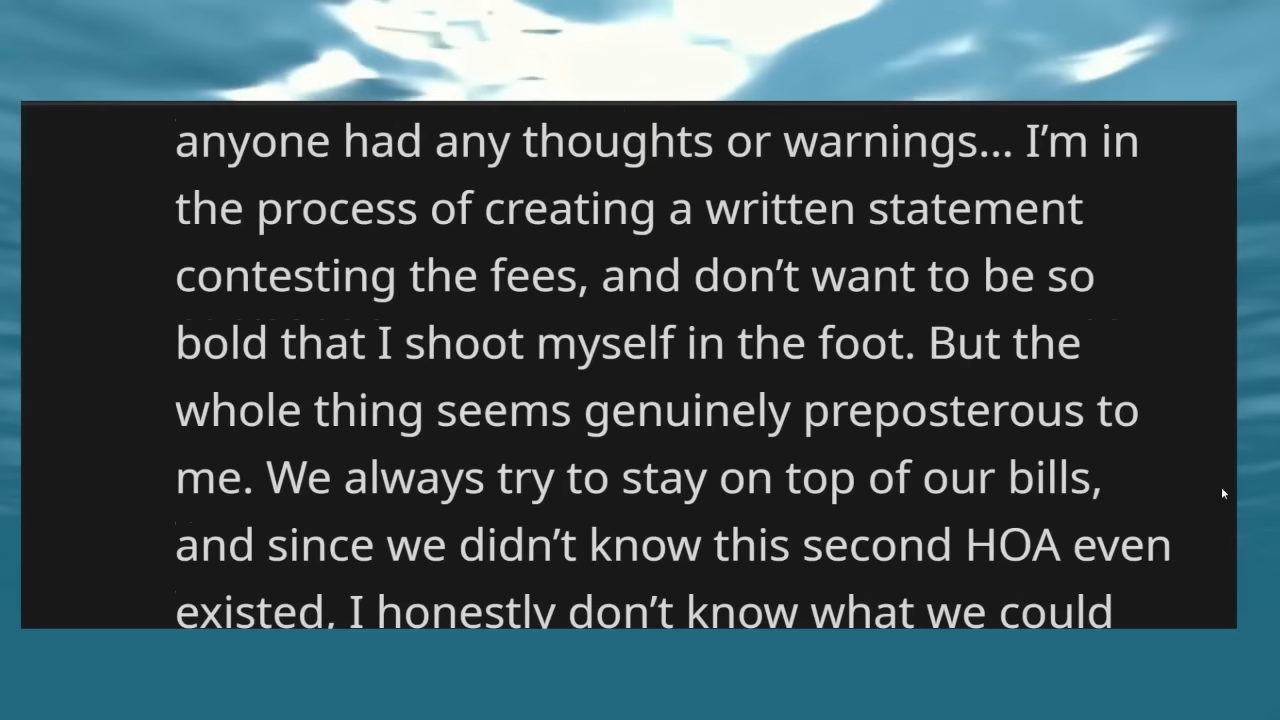 anyone had any thoughts or warnings... I’m in
the process of creating a written statement
contesting the fees, and don’t want to be so
bold that I shoot myself in the foot. But the
whole thing seems genuinely preposterous to
me. We always try to stay on top of our bills,
and since we didn’t know this second HOA even
existed, I honestly don’t know what we could